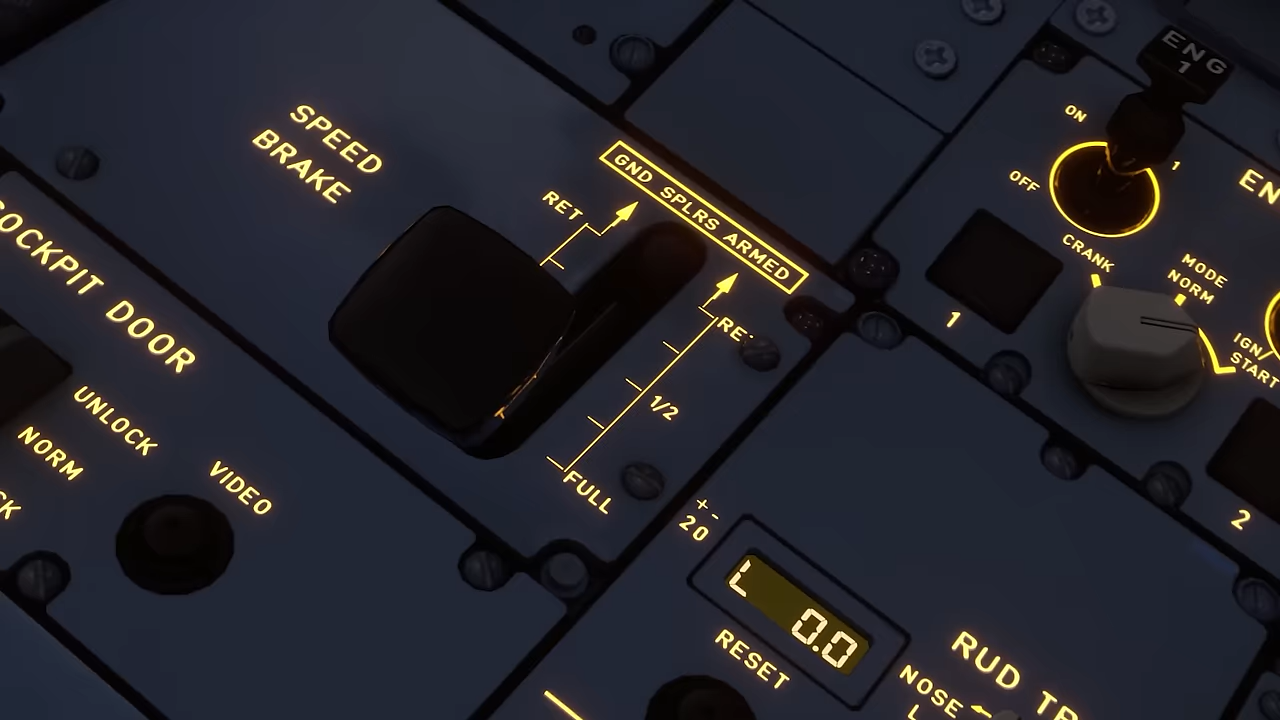 SPEED
BRAKE
RET
GND SPLRS ARMED
1/2
FULL
COCKPIT DOOR
UNLOCK
NORM
VIDEO
ENG
1
ON
OFF
1
CRANK
MODE
NORM
IGN/
START
1
2
+-
20
L 0.0
RESET
RUD
NOSE
L